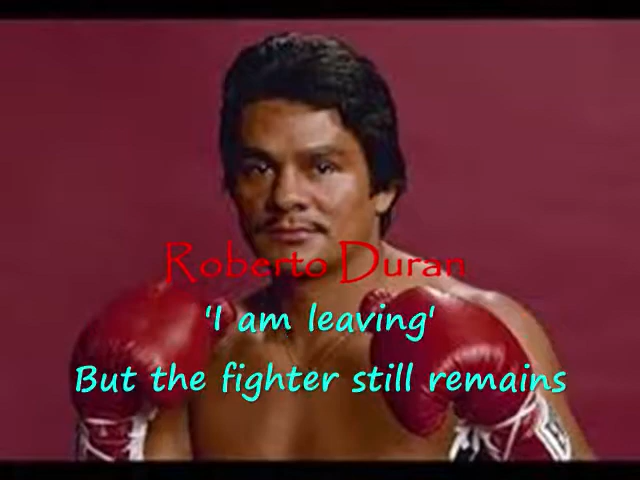 Roberto Duran
'I am leaving'
But the fighter still remains